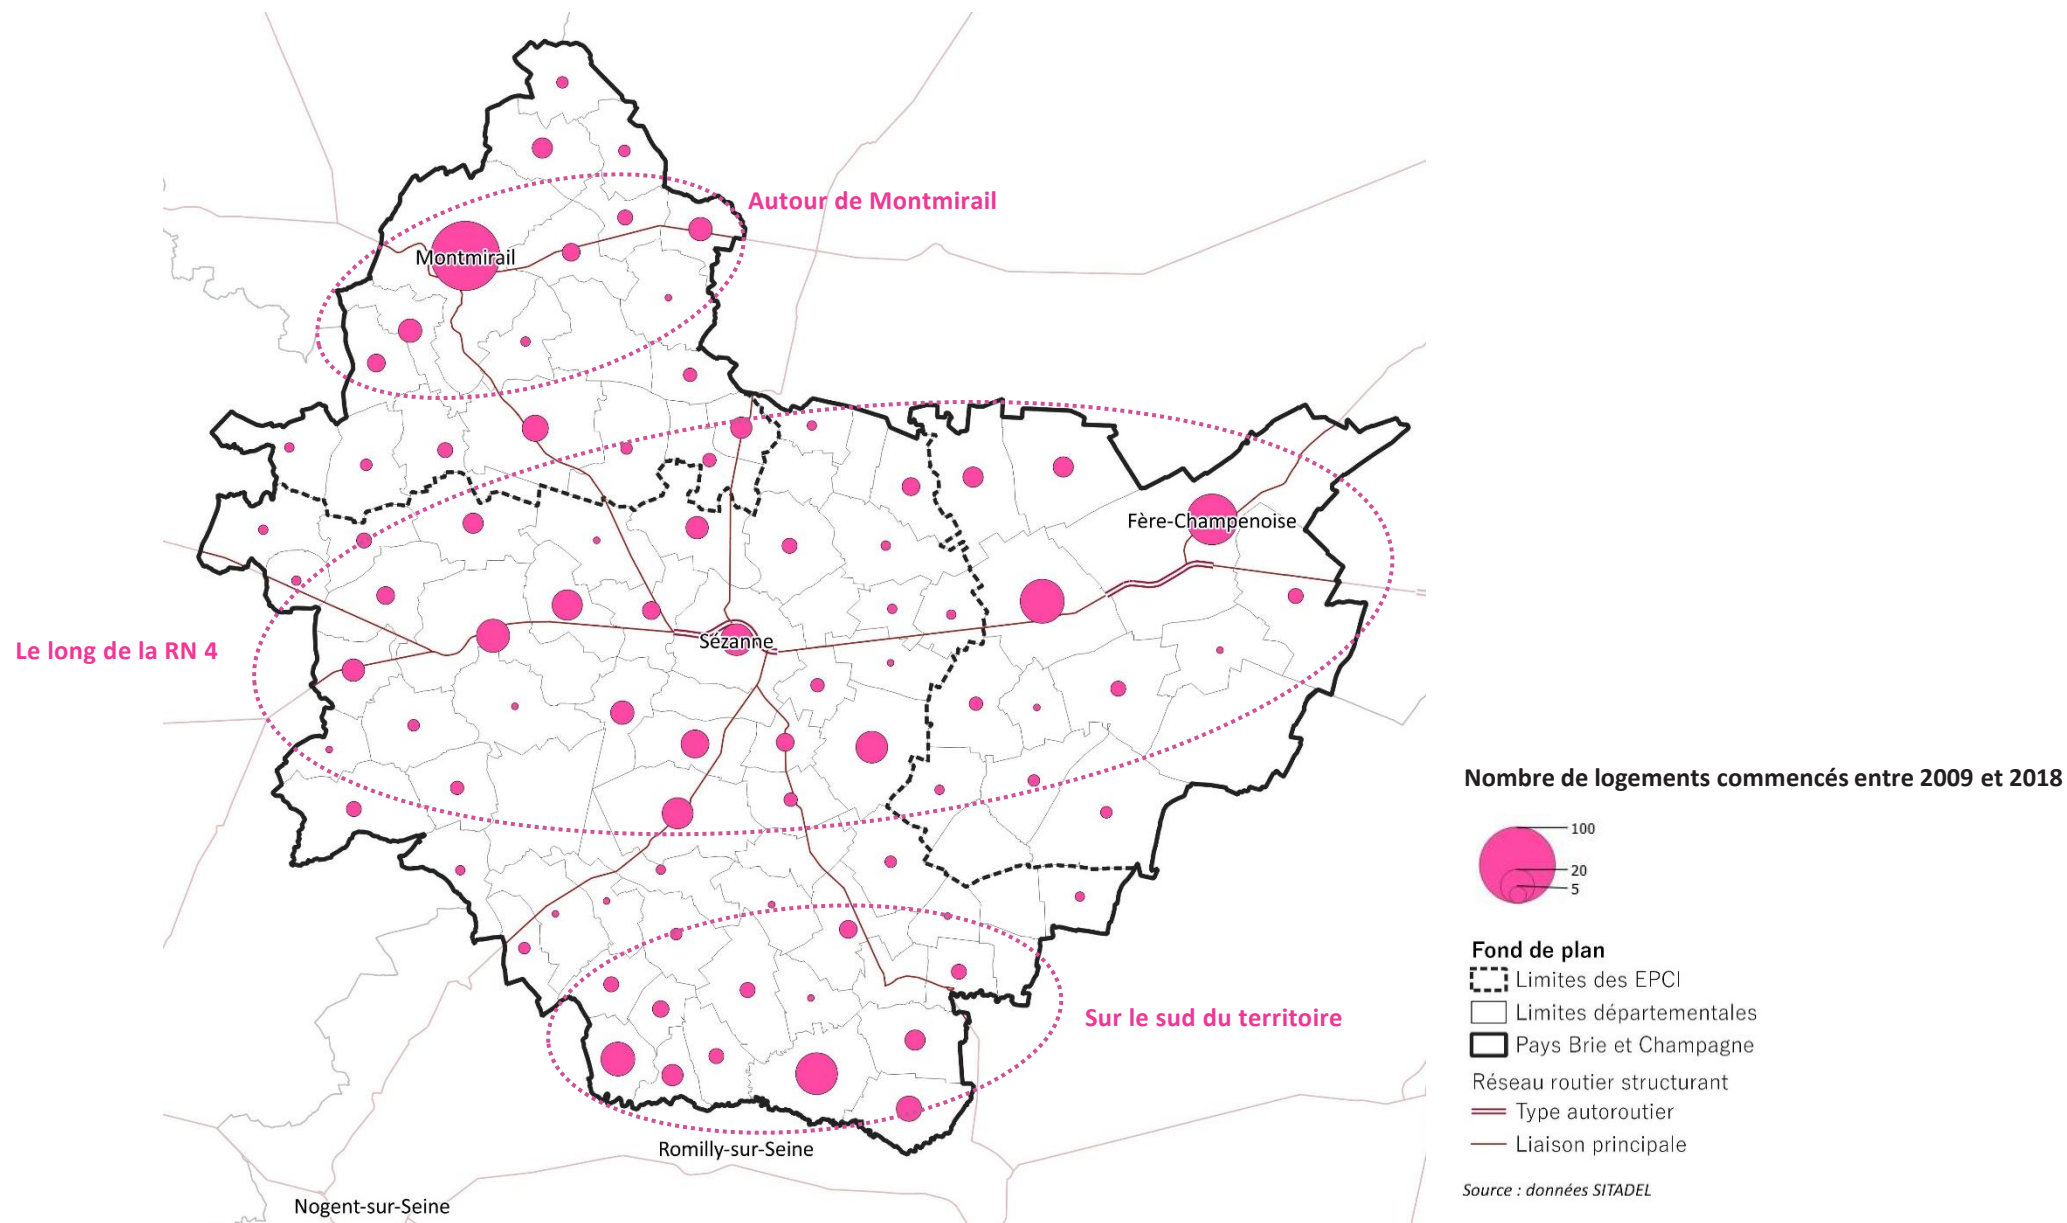 Autour de Montmirail
Montmirail
Fère-Champenoise
Sézanne
Le long de la RN 4
Sur le sud du territoire
Romilly-sur-Seine
Nogent-sur-Seine
Nombre de logements commencés entre 2009 et 2018
100
20
5
Fond de plan
Limites des EPCI
Limites départementales
Pays Brie et Champagne
Réseau routier structurant
Type autoroutier
Liaison principale
Source : données SITADEL